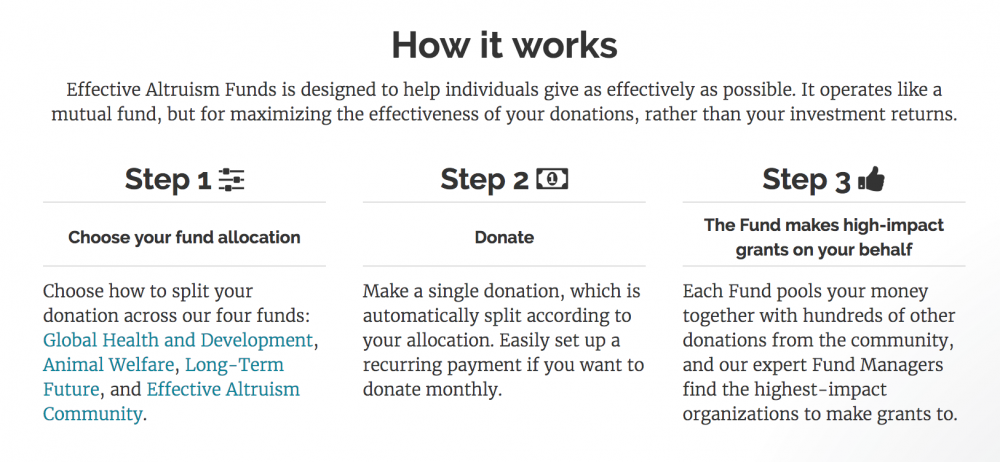 How it works
Effective Altruism Funds is designed to help individuals give as effectively as possible. It operates like a
mutual fund, but for maximizing the effectiveness of your donations, rather than your investment returns.
Step 1
Choose your fund allocation
Choose how to split your
donation across our four funds:
Global Health and Development,
Animal Welfare, Long-Term
Future, and Effective Altruism
Community.
Step 2
Donate
Make a single donation, which is
automatically split according to
your allocation. Easily set up a
recurring payment if you want to
donate monthly.
Step 3
The Fund makes high-impact
grants on your behalf
Each Fund pools your money
together with hundreds of other
donations from the community,
and our expert Fund Managers
find the highest-impact
organizations to make grants to.